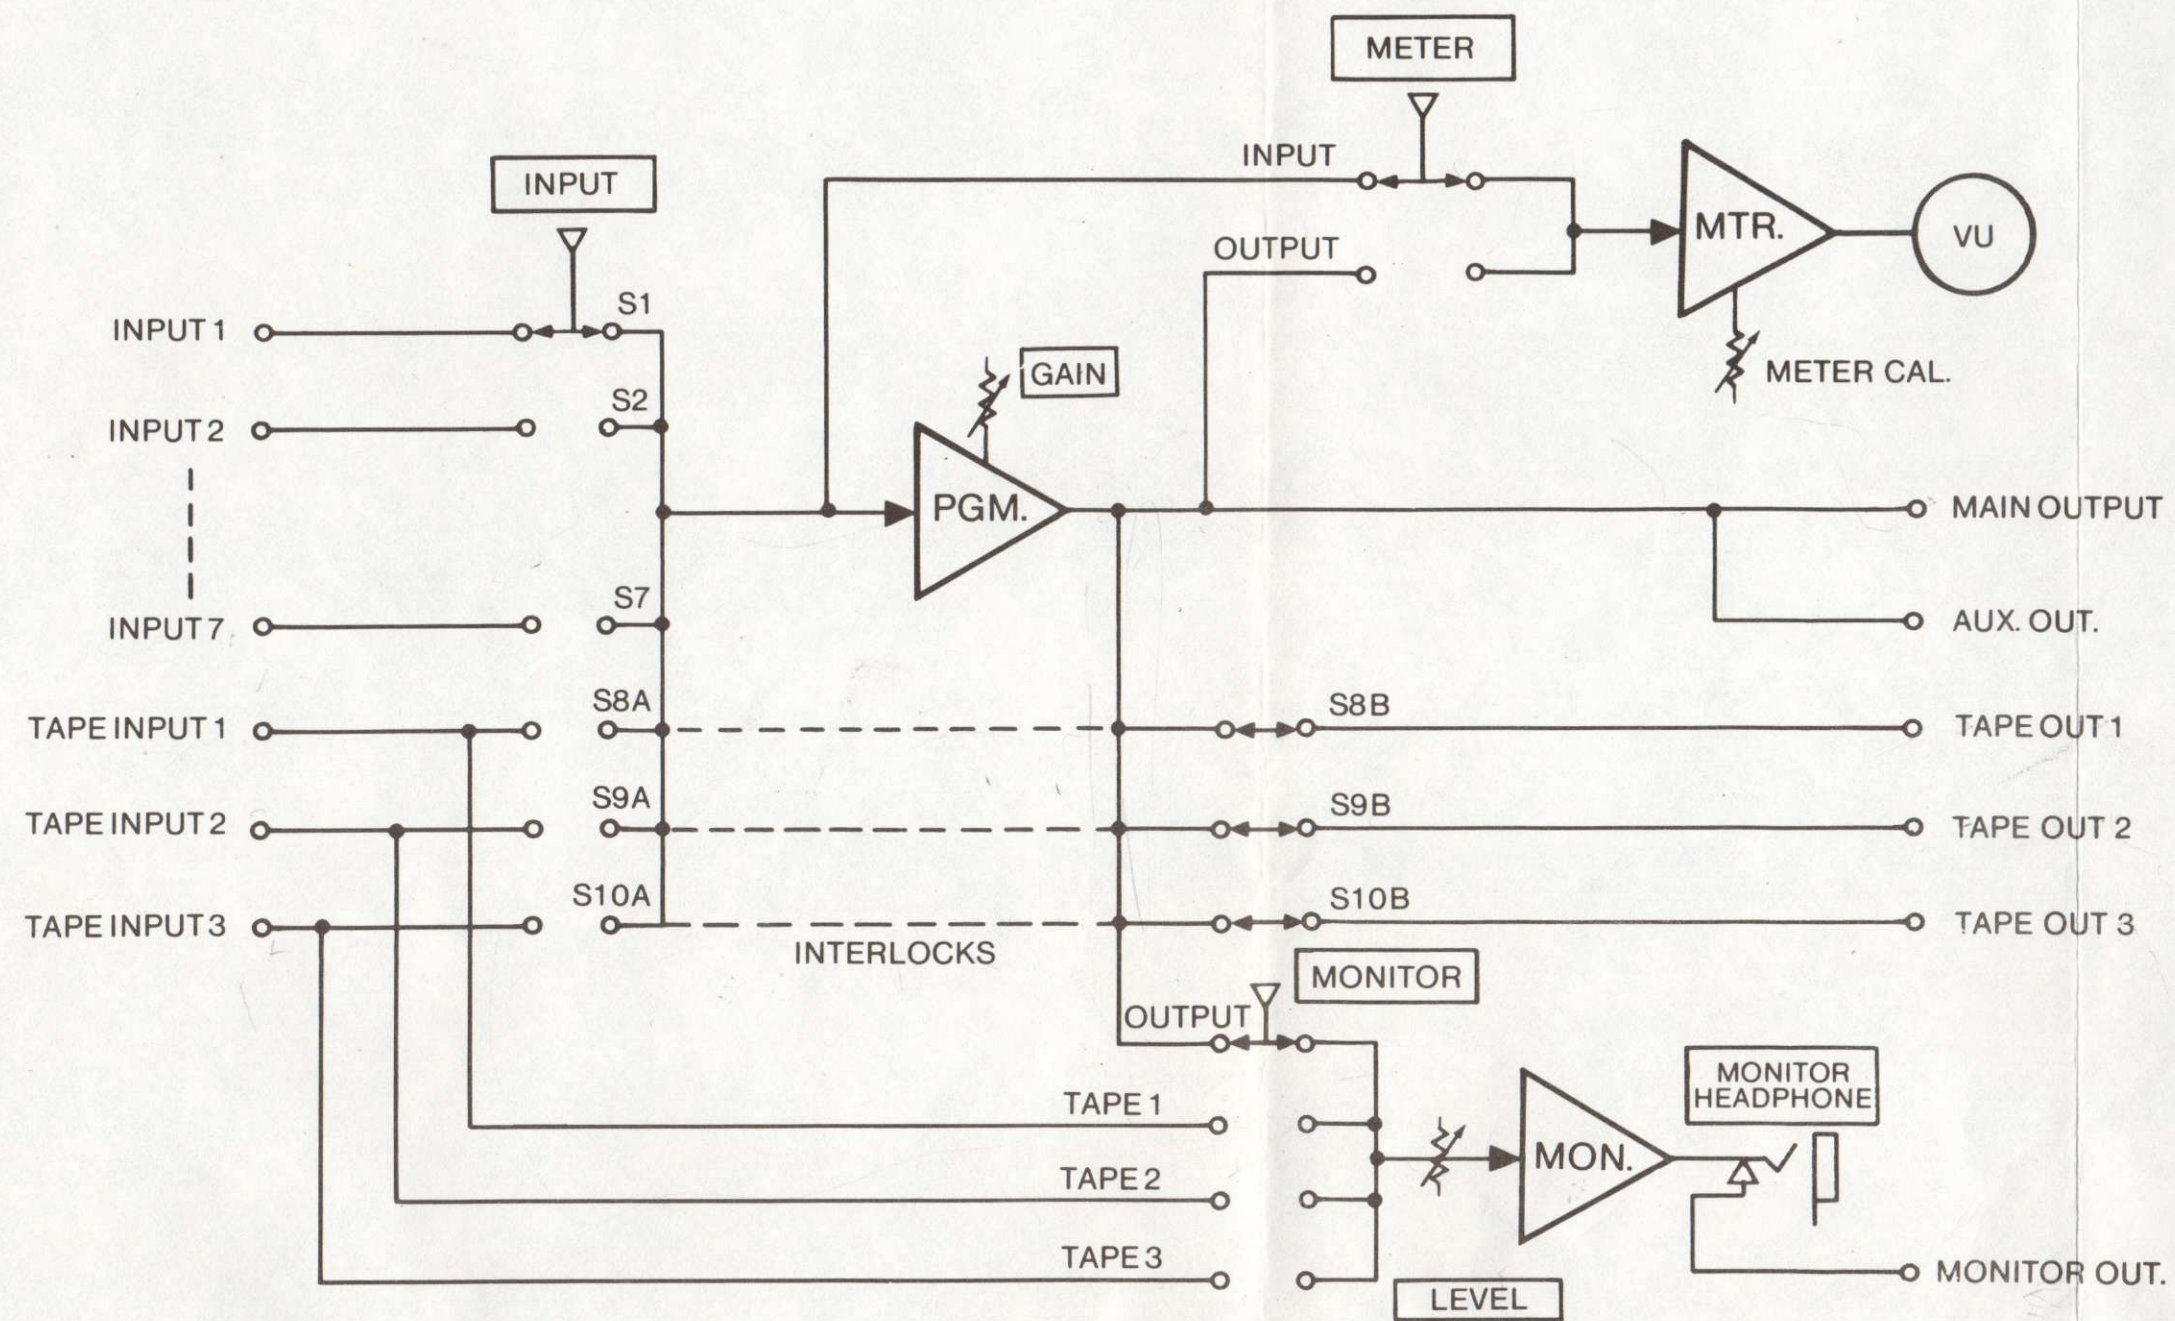 METER
INPUT
INPUT
MTR.
VU
OUTPUT
S1
INPUT 1
GAIN
METER CAL.
S2
INPUT 2
PGM.
MAIN OUTPUT
S7
INPUT 7
AUX. OUT.
S8A
S8B
TAPE INPUT 1
TAPE OUT 1
S9A
S9B
TAPE INPUT 2
TAPE OUT 2
S10A
S10B
TAPE INPUT 3
TAPE OUT 3
INTERLOCKS
MONITOR
OUTPUT
MONITOR
HEADPHONE
TAPE 1
MON.
TAPE 2
TAPE 3
MONITOR OUT.
LEVEL